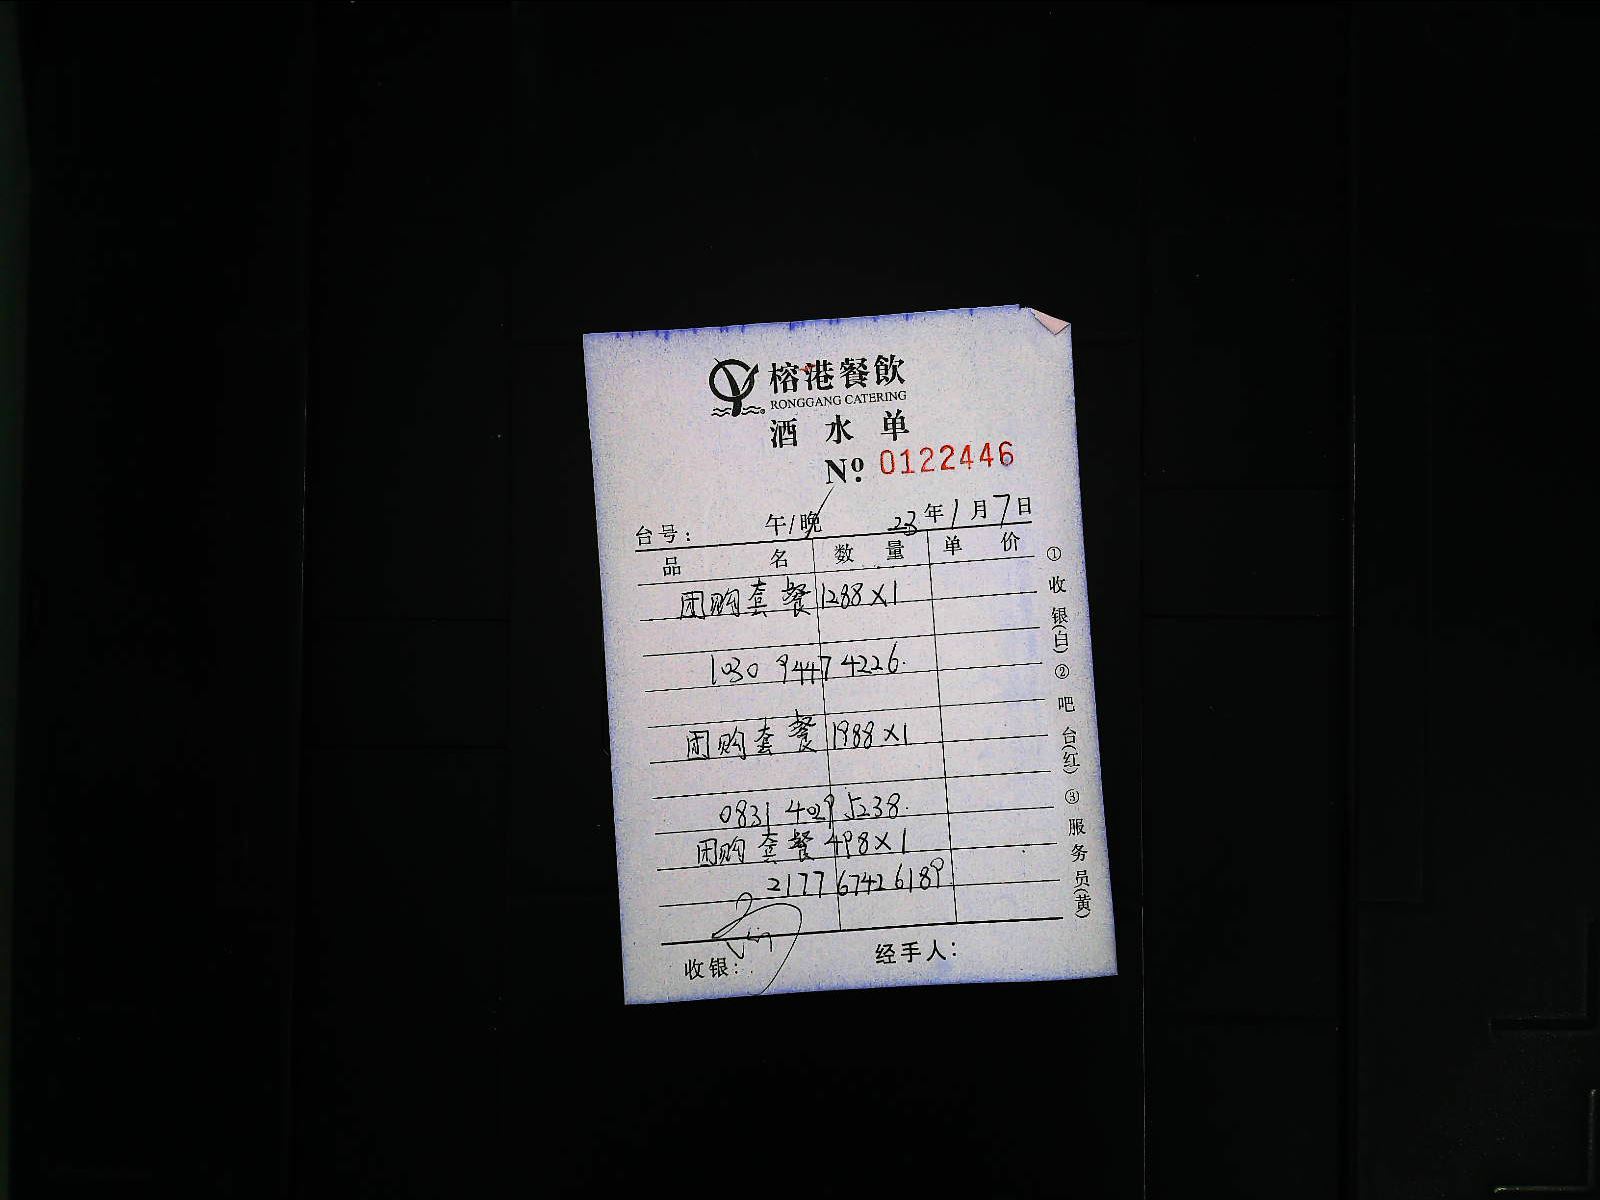 榕港餐飲
RONGGANG CATERING
酒水单
Nº 0122446
台号: 午/晚 23年1月7日
品名 数量 单价
团购套餐 1288×1
1030 9447 4226.
团购套餐 1988×1
0831 4029 5238.
团购套餐 498×1
2177 67426189
收银: 经手人:
①收银(白)②吧台(红)③服务员(黄)